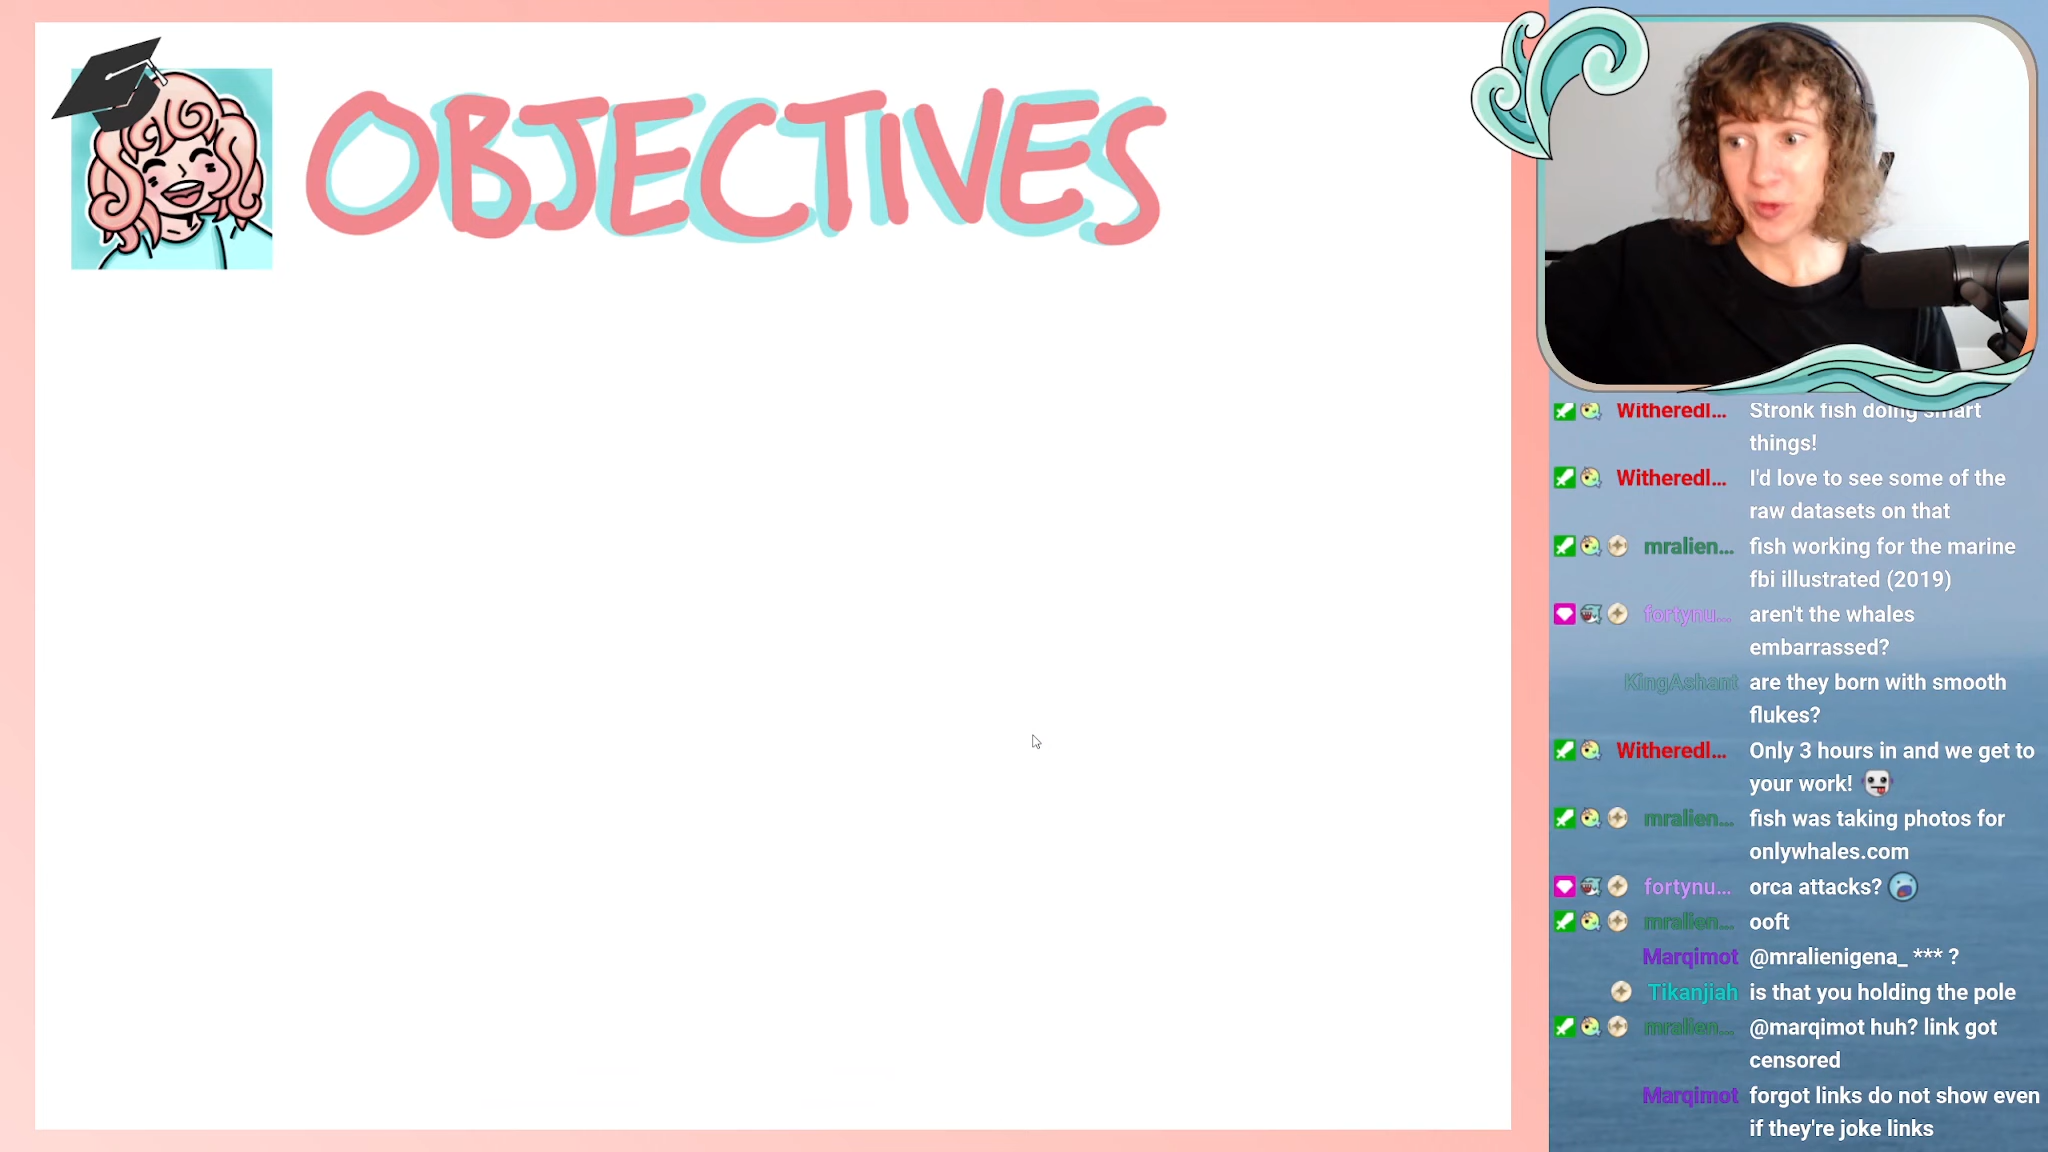 OBJECTIVES
WitheredI... Stronk fish doing smart
things!
WitheredI... I'd love to see some of the
raw datasets on that
mralien... fish working for the marine
fbi illustrated (2019)
fortynu... aren't the whales
embarrassed?
KingAshant are they born with smooth
flukes?
WitheredI... Only 3 hours in and we get to
your work!
mralien... fish was taking photos for
onlywhales.com
fortynu... orca attacks?
mralien... ooft
Marqimot @mralienigena_ *** ?
Tikanjiah is that you holding the pole
mralien... @marqimot huh? link got
censored
Marqimot forgot links do not show even
if they're joke links